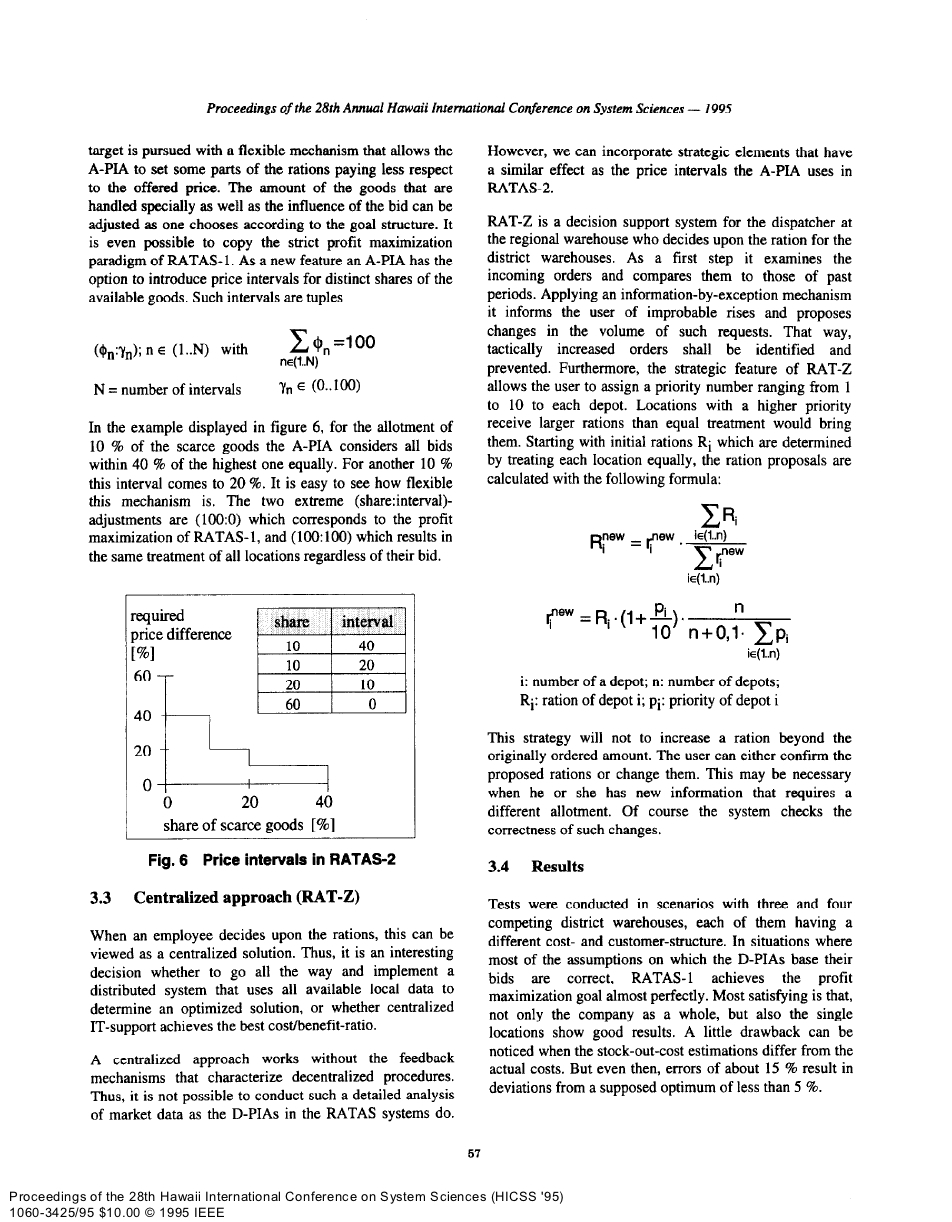 Proceedings of the 28th Annual Hawaii International Conference on System Sciences — 1995
target is pursued with a flexible mechanism that allows the
A-PIA to set some parts of the rations paying less respect
to the offered price. The amount of the goods that are
handled specially as well as the influence of the bid can be
adjusted as one chooses according to the goal structure. It
is even possible to copy the strict profit maximization
paradigm of RATAS-1. As a new feature an A-PIA has the
option to introduce price intervals for distinct shares of the
available goods. Such intervals are tuples
(ϕn:γn); n ∈ (1..N) with ∑ ϕn =100
n∈(1..N)
N = number of intervals γn ∈ (0..100)
In the example displayed in figure 6, for the allotment of
10 % of the scarce goods the A-PIA considers all bids
within 40 % of the highest one equally. For another 10 %
this interval comes to 20 %. It is easy to see how flexible
this mechanism is. The two extreme (share:interval)-
adjustments are (100:0) which corresponds to the profit
maximization of RATAS-1, and (100:100) which results in
the same treatment of all locations regardless of their bid.
required
price difference
[%]
share interval
10 40
10 20
20 10
60 0
60
40
20
0
0 20 40
share of scarce goods [%]
Fig. 6 Price intervals in RATAS-2
3.3 Centralized approach (RAT-Z)
When an employee decides upon the rations, this can be
viewed as a centralized solution. Thus, it is an interesting
decision whether to go all the way and implement a
distributed system that uses all available local data to
determine an optimized solution, or whether centralized
IT-support achieves the best cost/benefit-ratio.
A centralized approach works without the feedback
mechanisms that characterize decentralized procedures.
Thus, it is not possible to conduct such a detailed analysis
of market data as the D-PIAs in the RATAS systems do.
However, we can incorporate strategic elements that have
a similar effect as the price intervals the A-PIA uses in
RATAS-2.
RAT-Z is a decision support system for the dispatcher at
the regional warehouse who decides upon the ration for the
district warehouses. As a first step it examines the
incoming orders and compares them to those of past
periods. Applying an information-by-exception mechanism
it informs the user of improbable rises and proposes
changes in the volume of such requests. That way,
tactically increased orders shall be identified and
prevented. Furthermore, the strategic feature of RAT-Z
allows the user to assign a priority number ranging from 1
to 10 to each depot. Locations with a higher priority
receive larger rations than equal treatment would bring
them. Starting with initial rations Ri which are determined
by treating each location equally, the ration proposals are
calculated with the following formula:
∑ Ri
Ri^new = ri^new · i∈(1..n)
∑ ri^new
i∈(1..n)
ri^new = Ri · (1+ pi/10) · n / n+0,1· ∑ pi
i∈(1..n)
i: number of a depot; n: number of depots;
Ri: ration of depot i; pi: priority of depot i
This strategy will not to increase a ration beyond the
originally ordered amount. The user can either confirm the
proposed rations or change them. This may be necessary
when he or she has new information that requires a
different allotment. Of course the system checks the
correctness of such changes.
3.4 Results
Tests were conducted in scenarios with three and four
competing district warehouses, each of them having a
different cost- and customer-structure. In situations where
most of the assumptions on which the D-PIAs base their
bids are correct, RATAS-1 achieves the profit
maximization goal almost perfectly. Most satisfying is that,
not only the company as a whole, but also the single
locations show good results. A little drawback can be
noticed when the stock-out-cost estimations differ from the
actual costs. But even then, errors of about 15 % result in
deviations from a supposed optimum of less than 5 %.
57
Proceedings of the 28th Hawaii International Conference on System Sciences (HICSS '95)
1060-3425/95 $10.00 © 1995 IEEE